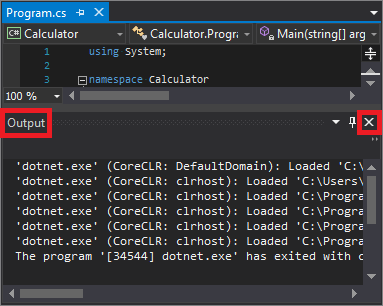 Program.cs
Calculator Calculator.Progra Main(string[] arg
1 using System;
2
3 namespace Calculator
100 %
Output
'dotnet.exe' (CoreCLR: DefaultDomain): Loaded 'C:\
'dotnet.exe' (CoreCLR: clrhost): Loaded 'C:\Users\
'dotnet.exe' (CoreCLR: clrhost): Loaded 'C:\Progra
'dotnet.exe' (CoreCLR: clrhost): Loaded 'C:\Progra
'dotnet.exe' (CoreCLR: clrhost): Loaded 'C:\Progra
'dotnet.exe' (CoreCLR: clrhost): Loaded 'C:\Progra
The program '[34544] dotnet.exe' has exited with c